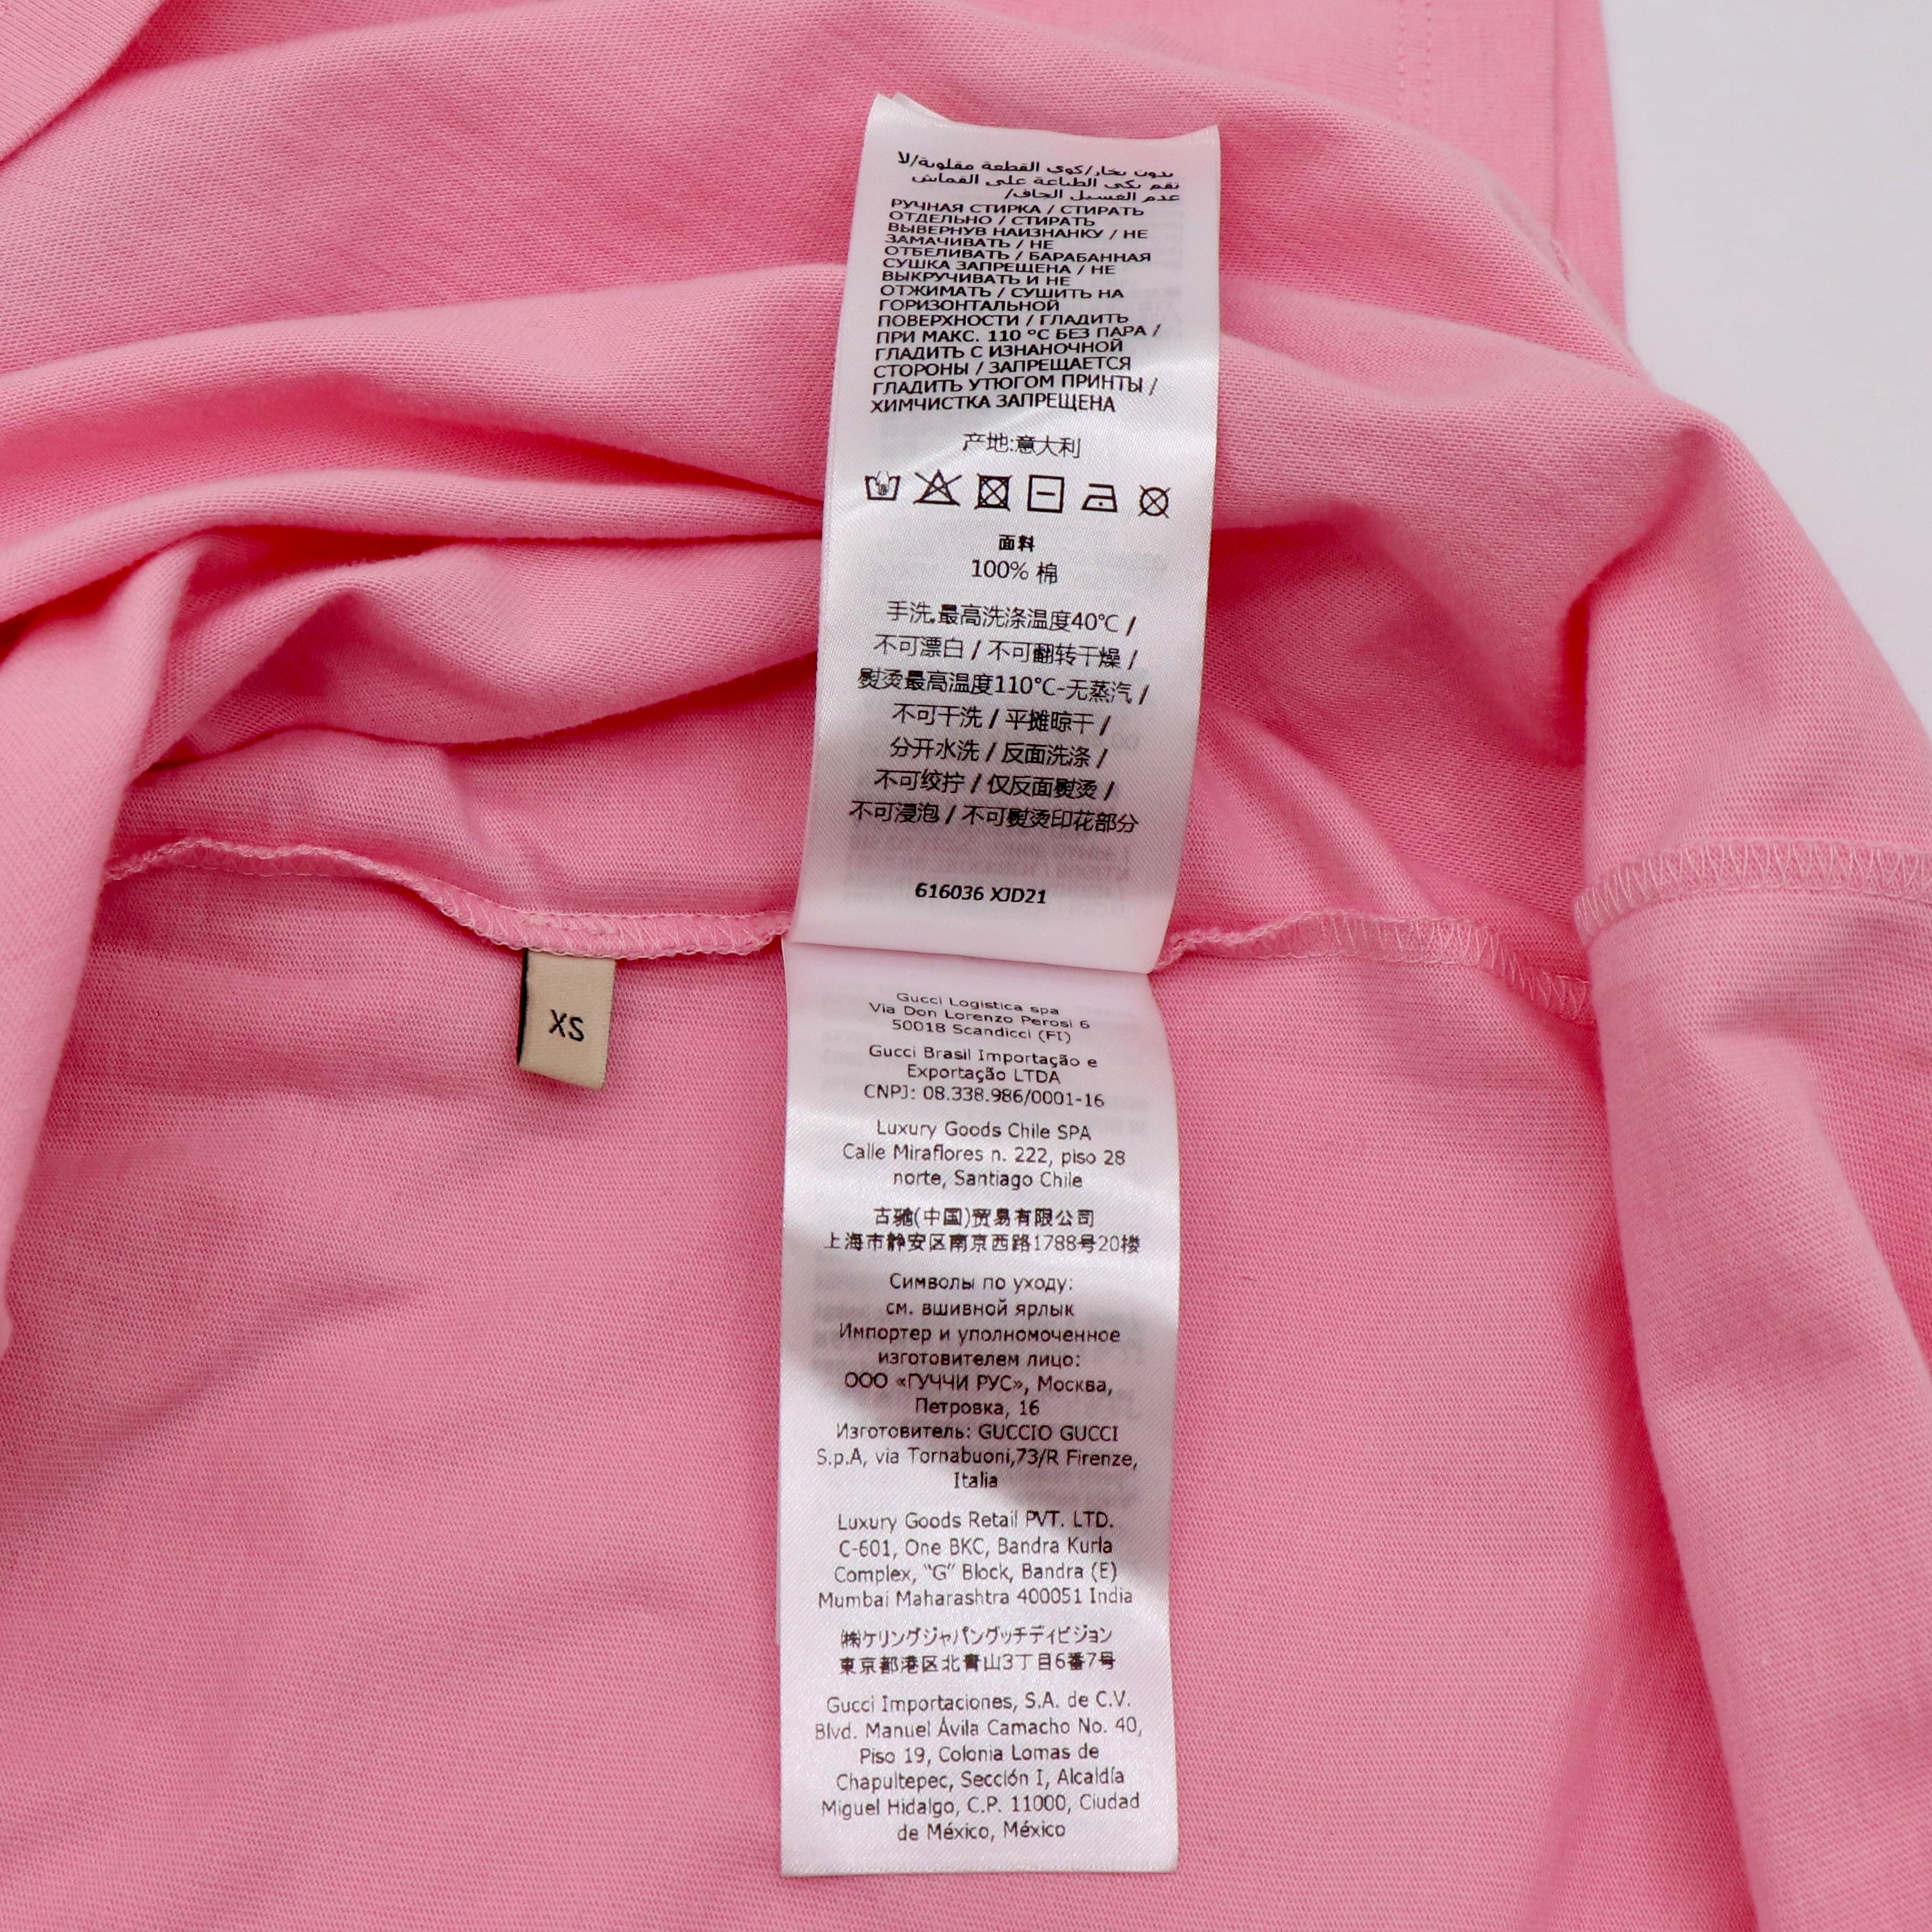 بدون بخار/كوي القطعة مقلوبة/لا
تقم بكي الطباعة على القماش
عدم الغسيل الجاف/
РУЧНАЯ СТИРКА / СТИРАТЬ
ОТДЕЛЬНО / СТИРАТЬ
ВЫВЕРНУВ НАИЗНАНКУ / НЕ
ЗАМАЧИВАТЬ / НЕ
ОТБЕЛИВАТЬ / БАРАБАННАЯ
СУШКА ЗАПРЕЩЕНА / НЕ
ВЫКРУЧИВАТЬ И НЕ
ОТЖИМАТЬ / СУШИТЬ НА
ГОРИЗОНТАЛЬНОЙ
ПОВЕРХНОСТИ / ГЛАДИТЬ
ПРИ МАКС. 110 °C БЕЗ ПАРА /
ГЛАДИТЬ С ИЗНАНОЧНОЙ
СТОРОНЫ / ЗАПРЕЩАЕТСЯ
ГЛАДИТЬ УТЮГОМ ПРИНТЫ /
ХИМЧИСТКА ЗАПРЕЩЕНА
产地:意大利
面料
100% 棉
手洗,最高洗涤温度40°C /
不可漂白 / 不可翻转干燥 /
熨烫最高温度110°C-无蒸汽 /
不可干洗 / 平摊晾干 /
分开水洗 / 反面洗涤 /
不可绞拧 / 仅反面熨烫 /
不可浸泡 / 不可熨烫印花部分
616036 XJD21
XS
Gucci Logistica spa
Via Don Lorenzo Perosi 6
50018 Scandicci (FI)
Gucci Brasil Importação e
Exportação LTDA
CNPJ: 08.338.986/0001-16
Luxury Goods Chile SPA
Calle Miraflores n. 222, piso 28
norte, Santiago Chile
古驰(中国)贸易有限公司
上海市静安区南京西路1788号20楼
Символы по уходу:
см. вшивной ярлык
Импортер и уполномоченное
изготовителем лицо:
ООО «ГУЧЧИ РУС», Москва,
Петровка, 16
Изготовитель: GUCCIO GUCCI
S.p.A, via Tornabuoni,73/R Firenze,
Italia
Luxury Goods Retail PVT. LTD.
C-601, One BKC, Bandra Kurla
Complex, "G" Block, Bandra (E)
Mumbai Maharashtra 400051 India
㈱ケリングジャパングッチディビジョン
東京都港区北青山3丁目6番7号
Gucci Importaciones, S.A. de C.V.
Blvd. Manuel Ávila Camacho No. 40,
Piso 19, Colonia Lomas de
Chapultepec, Sección I, Alcaldía
Miguel Hidalgo, C.P. 11000, Ciudad
de México, México